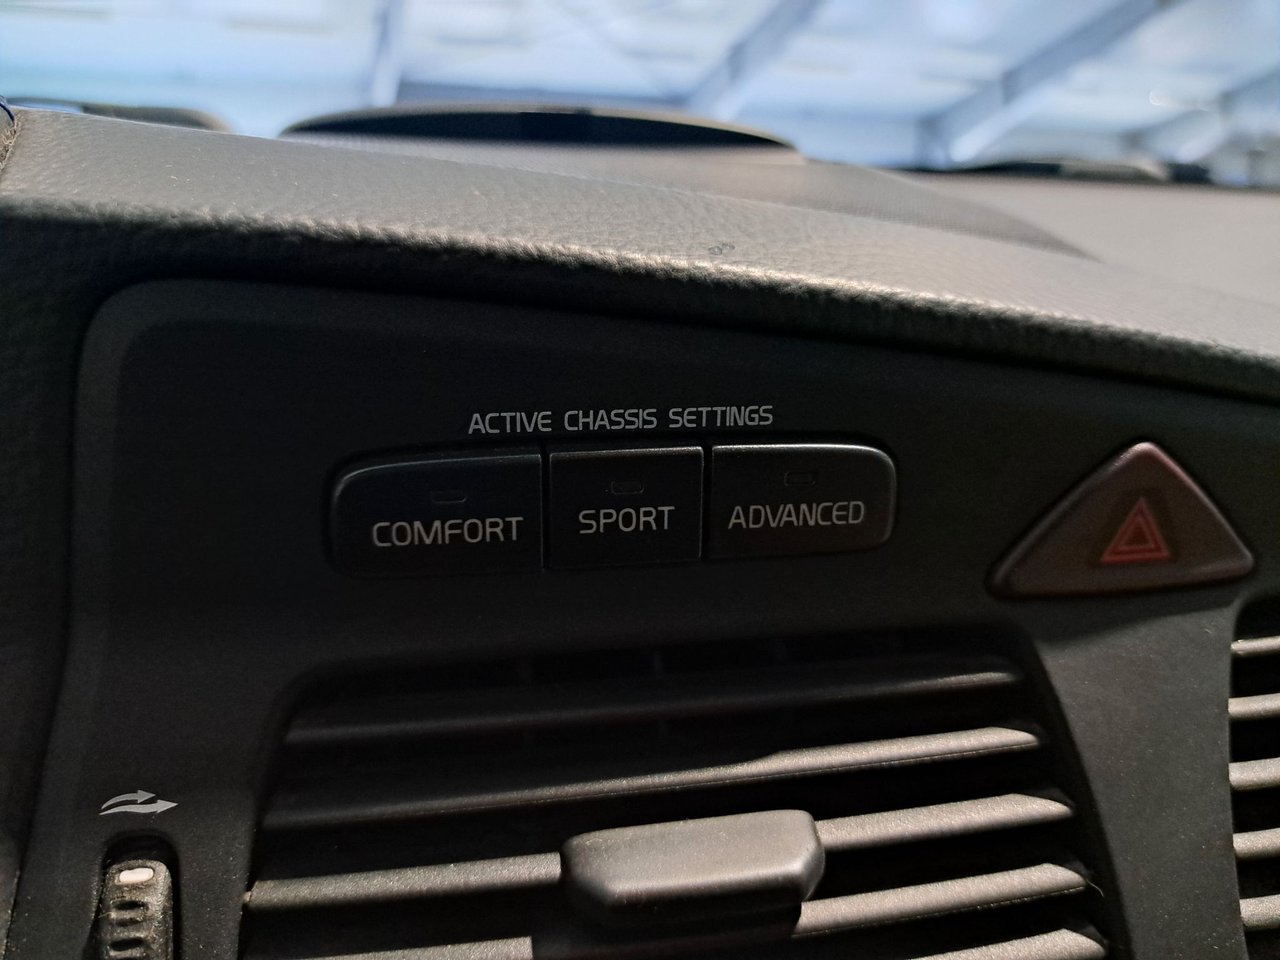 ACTIVE CHASSIS SETTINGS
COMFORT SPORT ADVANCED